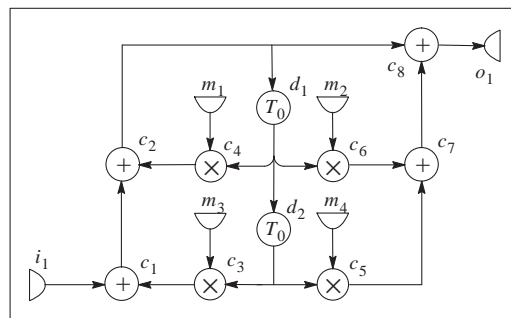 +
c₈
o₁
d₁
m₁
m₂
T₀
c₂
c₇
+
c₄
×
c₆
×
+
m₃
d₂
m₄
T₀
i₁
c₁
c₃
c₅
+
×
×